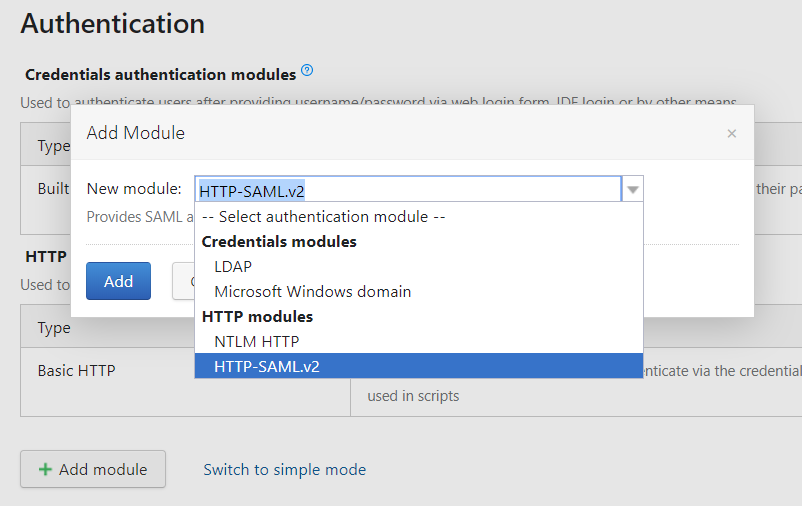 Authentication
Credentials authentication modules ?
Used to authenticate users after providing username/password via web login form, IDE login or by other means
Type
Built
their pa
Add Module ×
New module: HTTP-SAML.v2
Provides SAML a
-- Select authentication module --
Credentials modules
LDAP
Microsoft Windows domain
HTTP modules
NTLM HTTP
HTTP-SAML.v2
Add
HTTP
Used to
Type
Basic HTTP
enticate via the credential
used in scripts
+ Add module
Switch to simple mode